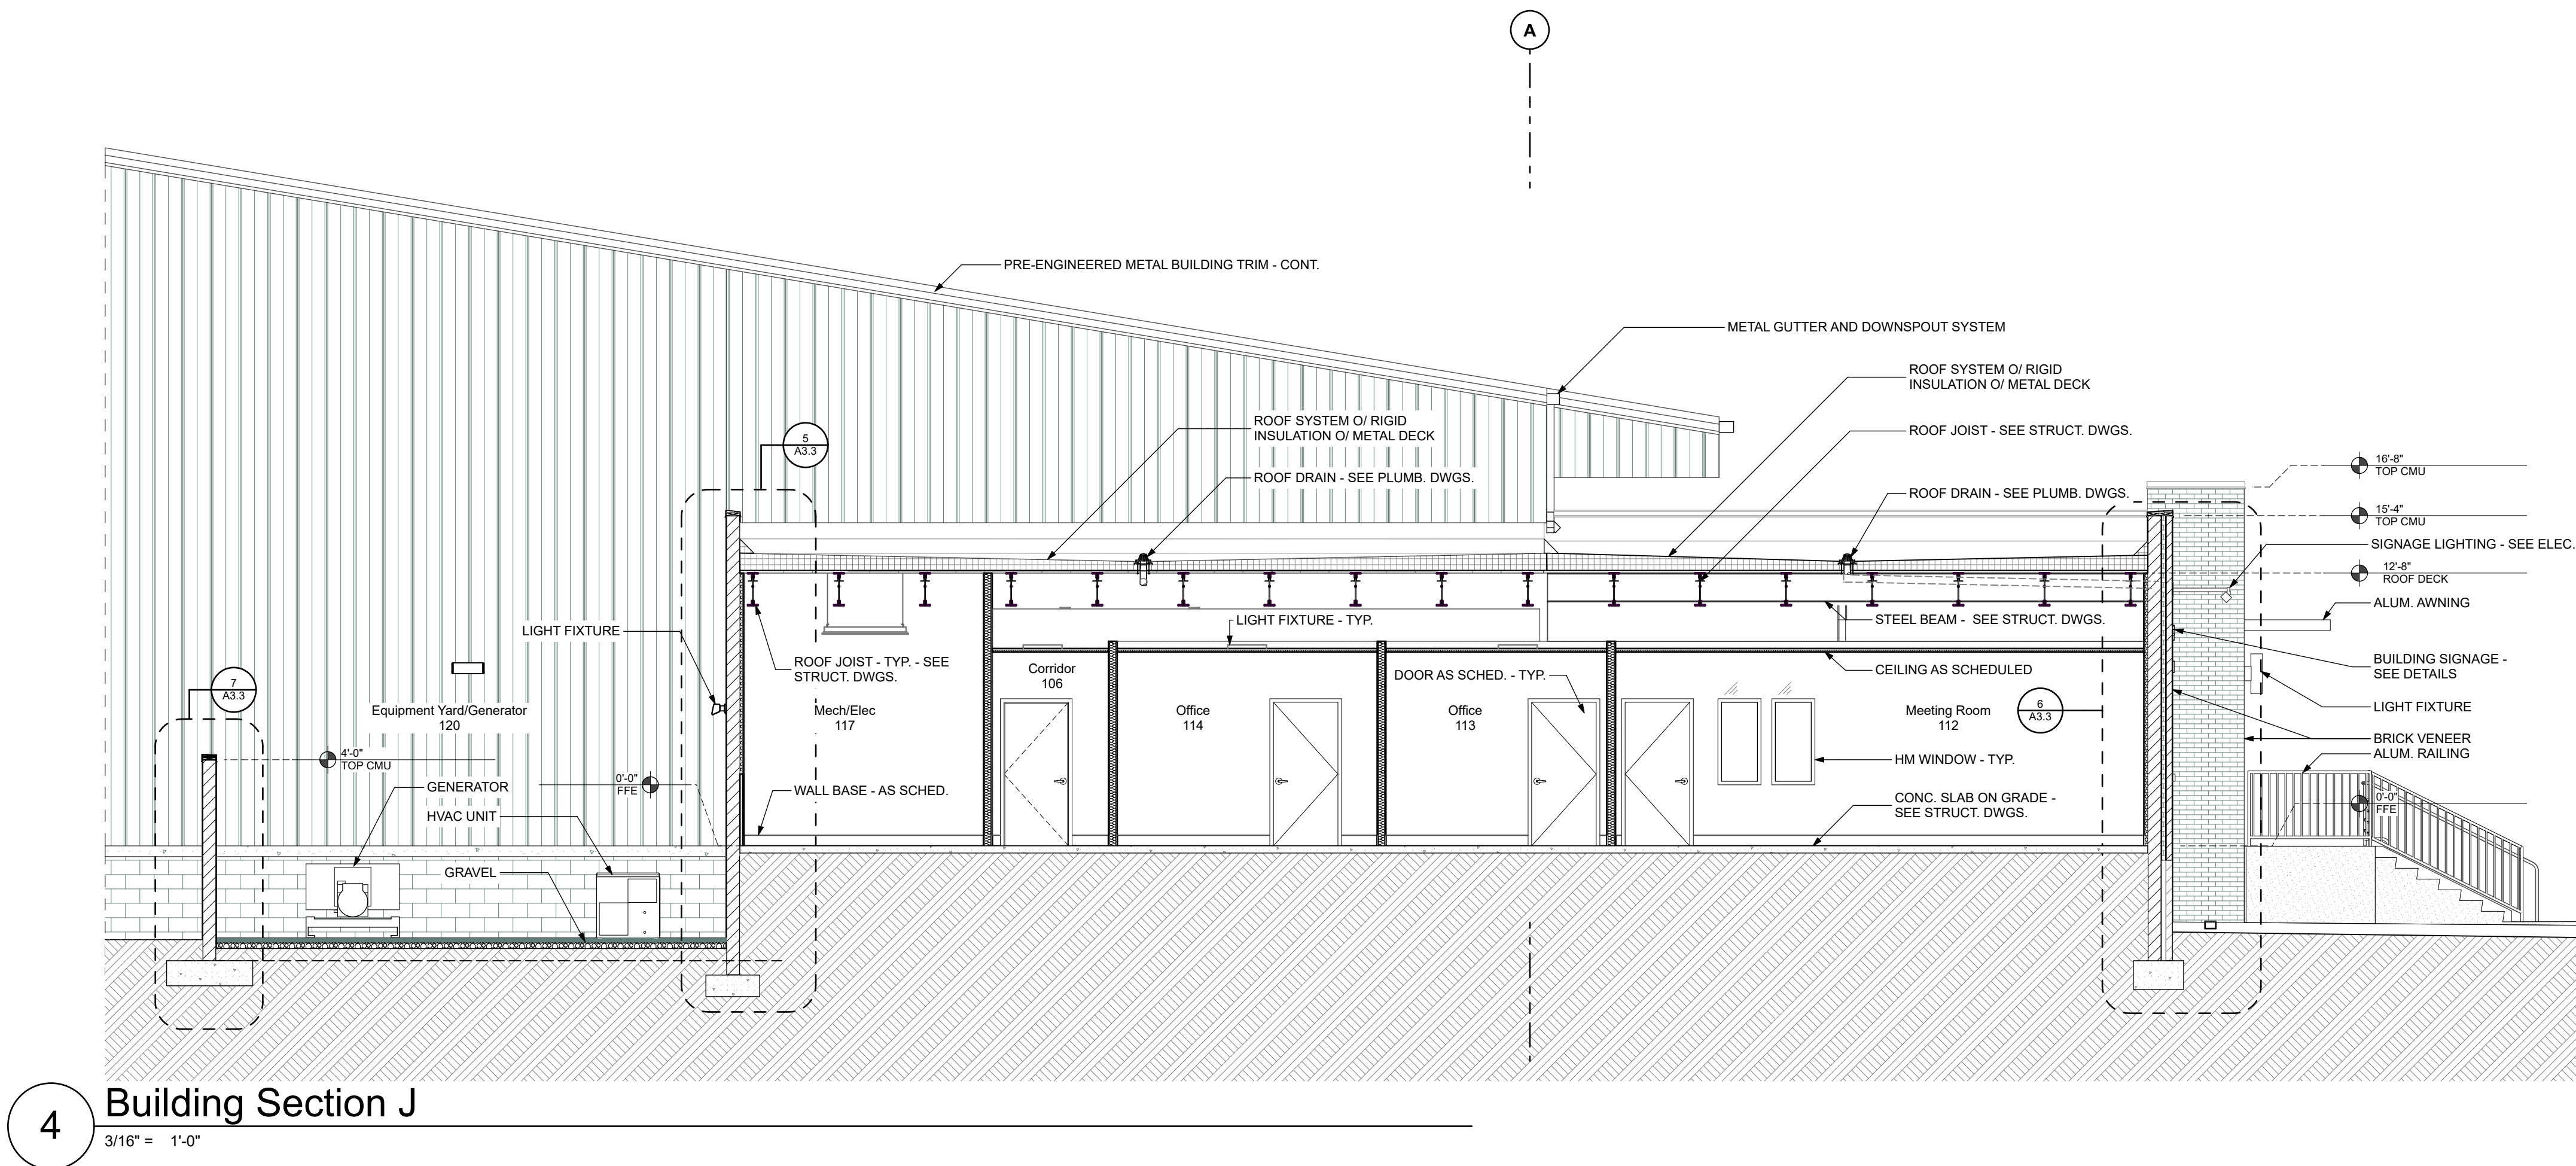 A
PRE-ENGINEERED METAL BUILDING TRIM - CONT.
METAL GUTTER AND DOWNSPOUT SYSTEM
ROOF SYSTEM O/ RIGID
INSULATION O/ METAL DECK
ROOF SYSTEM O/ RIGID
INSULATION O/ METAL DECK
ROOF JOIST - SEE STRUCT. DWGS.
5
A3.3
ROOF DRAIN - SEE PLUMB. DWGS.
ROOF DRAIN - SEE PLUMB. DWGS.
16'-8"
TOP CMU
15'-4"
TOP CMU
SIGNAGE LIGHTING - SEE ELEC.
12'-8"
ROOF DECK
ALUM. AWNING
LIGHT FIXTURE
LIGHT FIXTURE - TYP.
STEEL BEAM - SEE STRUCT. DWGS.
ROOF JOIST - TYP. - SEE
STRUCT. DWGS.
Corridor
106
DOOR AS SCHED. - TYP.
CEILING AS SCHEDULED
BUILDING SIGNAGE -
SEE DETAILS
7
A3.3
Equipment Yard/Generator
120
Mech/Elec
117
Office
114
Office
113
Meeting Room
112
6
A3.3
LIGHT FIXTURE
BRICK VENEER
ALUM. RAILING
4'-0"
TOP CMU
0'-0"
FFE
GENERATOR
HVAC UNIT
WALL BASE - AS SCHED.
HM WINDOW - TYP.
CONC. SLAB ON GRADE -
SEE STRUCT. DWGS.
0'-0"
FFE
GRAVEL
4
Building Section J
3/16" = 1'-0"